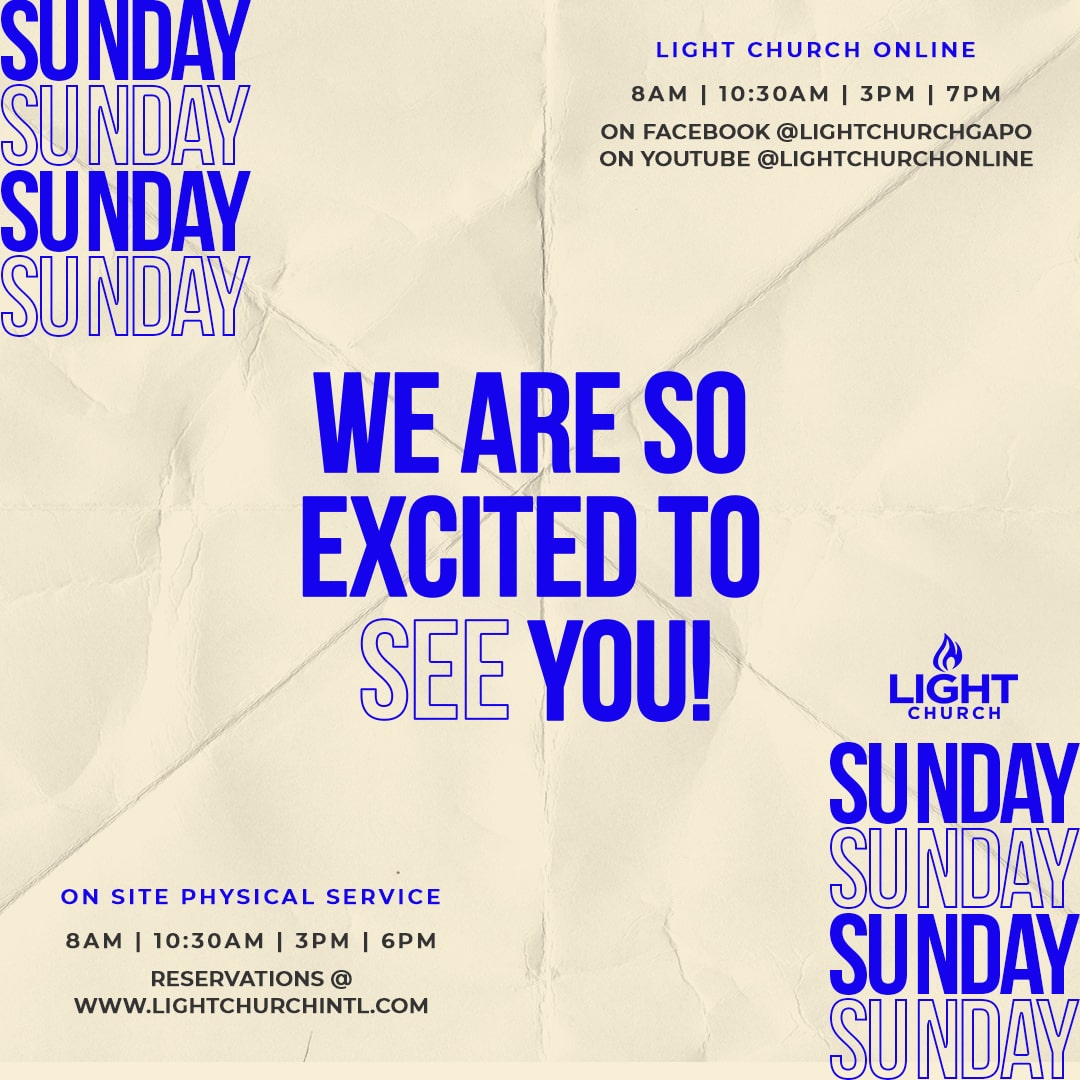 SUNDAY
SUNDAY
SUNDAY
SUNDAY
LIGHT CHURCH ONLINE
8AM | 10:30AM | 3PM | 7PM
ON FACEBOOK @LIGHTCHURCHGAPO
ON YOUTUBE @LIGHTCHURCHONLINE
WE ARE SO
EXCITED TO
SEE YOU!
LIGHT
CHURCH
SUNDAY
SUNDAY
SUNDAY
SUNDAY
ON SITE PHYSICAL SERVICE
8AM | 10:30AM | 3PM | 6PM
RESERVATIONS @
WWW.LIGHTCHURCHINTL.COM